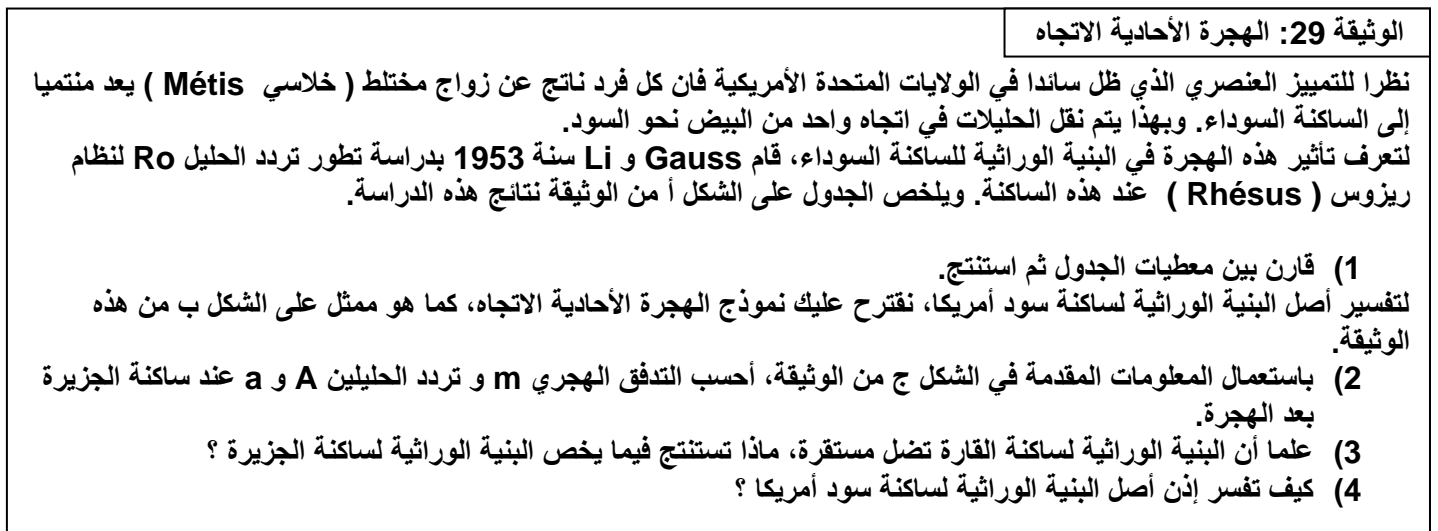 الوثيقة 29: الهجرة الأحادية الاتجاه
نظرا للتمييز العنصري الذي ظل سائدا في الولايات المتحدة الأمريكية فان كل فرد ناتج عن زواج مختلط ( خلاسي Métis ) يعد منتميا
إلى الساكنة السوداء. وبهذا يتم نقل الحليلات في اتجاه واحد من البيض نحو السود.
لتعرف تأثير هذه الهجرة في البنية الوراثية للساكنة السوداء، قام Gauss و Li سنة 1953 بدراسة تطور تردد الحليل Ro لنظام
ريزوس ( Rhésus ) عند هذه الساكنة. ويلخص الجدول على الشكل أ من الوثيقة نتائج هذه الدراسة.
1) قارن بين معطيات الجدول ثم استنتج.
لتفسير أصل البنية الوراثية لساكنة سود أمريكا، نقترح عليك نموذج الهجرة الأحادية الاتجاه، كما هو ممثل على الشكل ب من هذه
الوثيقة.
2) باستعمال المعلومات المقدمة في الشكل ج من الوثيقة، أحسب التدفق الهجري m و تردد الحليلين A و a عند ساكنة الجزيرة
بعد الهجرة.
3) علما أن البنية الوراثية لساكنة القارة تضل مستقرة، ماذا تستنتج فيما يخص البنية الوراثية لساكنة الجزيرة ؟
4) كيف تفسر إذن أصل البنية الوراثية لساكنة سود أمريكا ؟